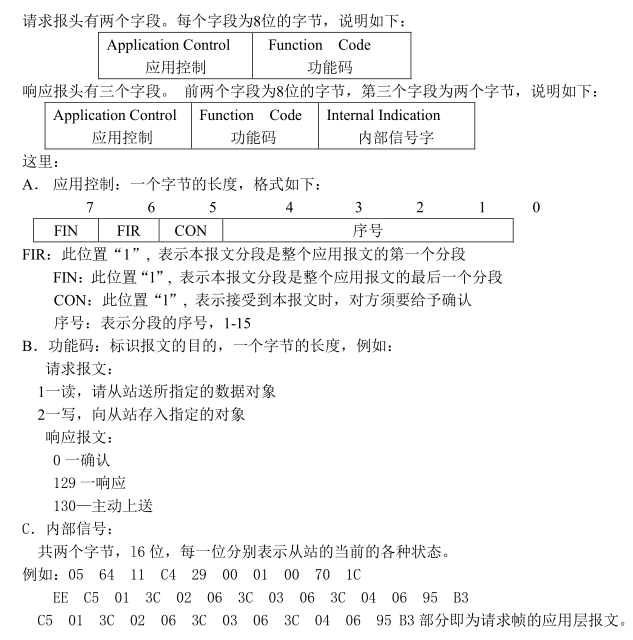 请求报头有两个字段。每个字段为8位的字节，说明如下：
Application Control Function Code
应用控制 功能码
响应报头有三个字段。 前两个字段为8位的字节，第三个字段为两个字节，说明如下：
Application Control Function Code Internal Indication
应用控制 功能码 内部信号字
这里：
A． 应用控制：一个字节的长度，格式如下：
7 6 5 4 3 2 1 0
FIN FIR CON 序号
FIR：此位置“1”, 表示本报文分段是整个应用报文的第一个分段
FIN：此位置“1”, 表示本报文分段是整个应用报文的最后一个分段
CON：此位置“1”, 表示接受到本报文时，对方须要给予确认
序号：表示分段的序号，1-15
B．功能码：标识报文的目的，一个字节的长度，例如：
请求报文：
1一读，请从站送所指定的数据对象
2一写，向从站存入指定的对象
响应报文：
0 一确认
129 一响应
130—主动上送
C．内部信号：
共两个字节，16 位，每一位分别表示从站的当前的各种状态。
例如：05 64 11 C4 29 00 01 00 70 1C
EE C5 01 3C 02 06 3C 03 06 3C 04 06 95 B3
C5 01 3C 02 06 3C 03 06 3C 04 06 95 B3 部分即为请求帧的应用层报文。